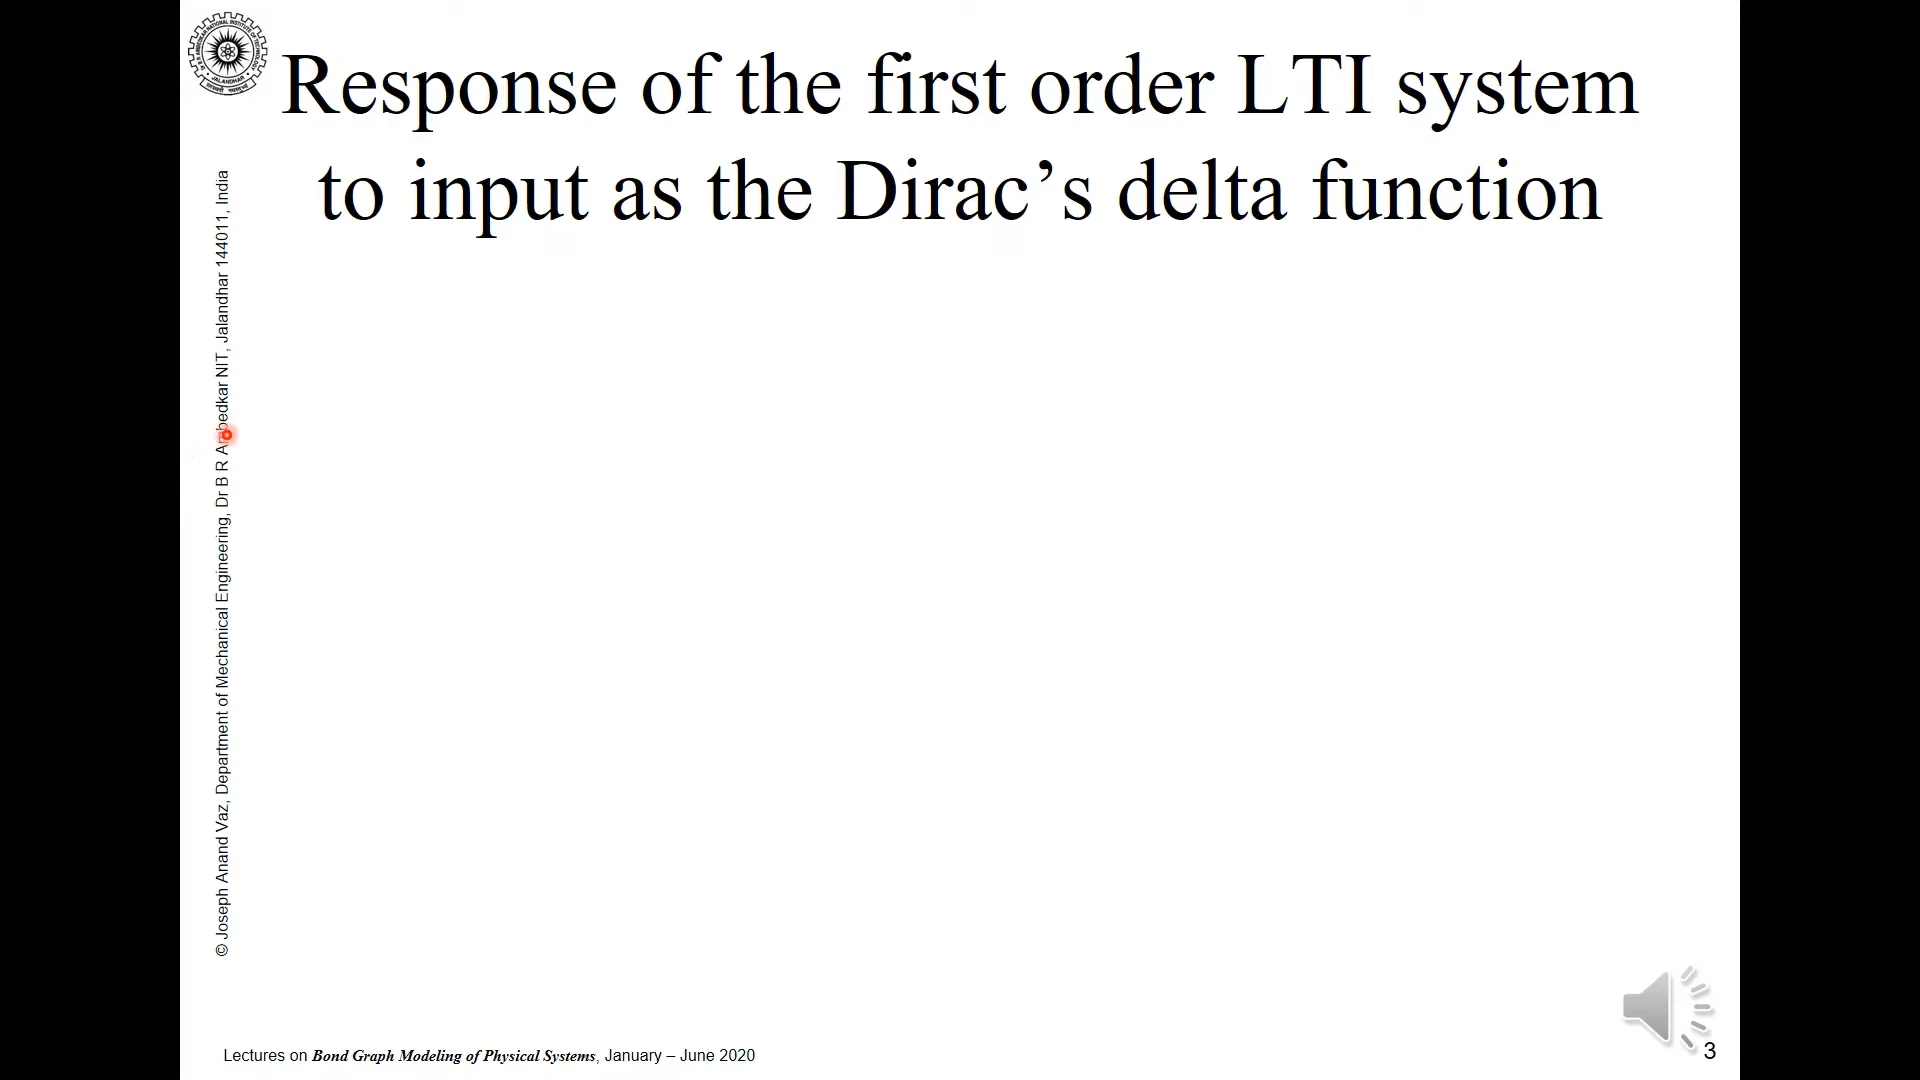 Response of the first order LTI system
to input as the Dirac’s delta function
© Joseph Anand Vaz, Department of Mechanical Engineering, Dr B R Ambedkar NIT, Jalandhar 144011, India
Lectures on Bond Graph Modeling of Physical Systems, January – June 2020
3